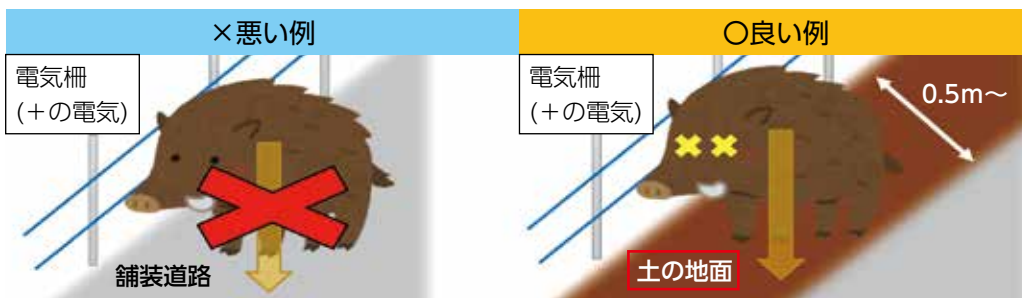 ×悪い例
電気柵
(+の電気)
舗装道路
〇良い例
電気柵
(+の電気)
0.5m～
土の地面